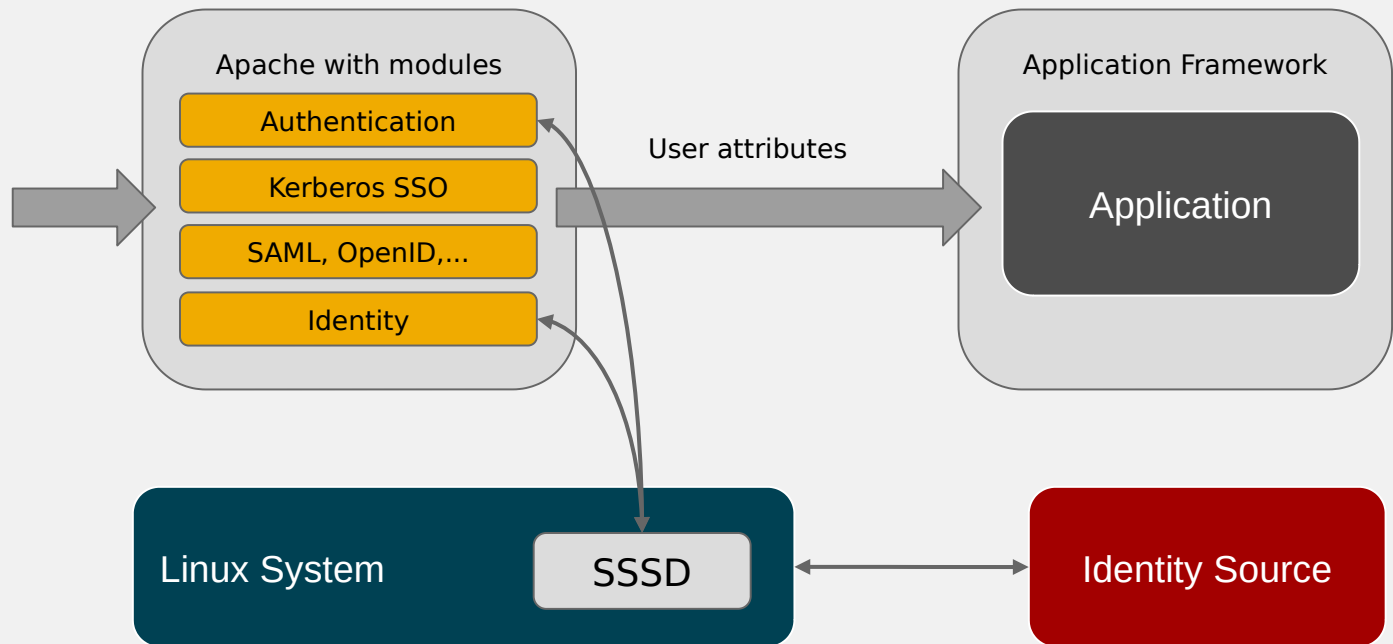 Apache with modules
Authentication
Kerberos SSO
SAML, OpenID,...
Identity
User attributes
Application Framework
Application
Linux System
SSSD
Identity Source